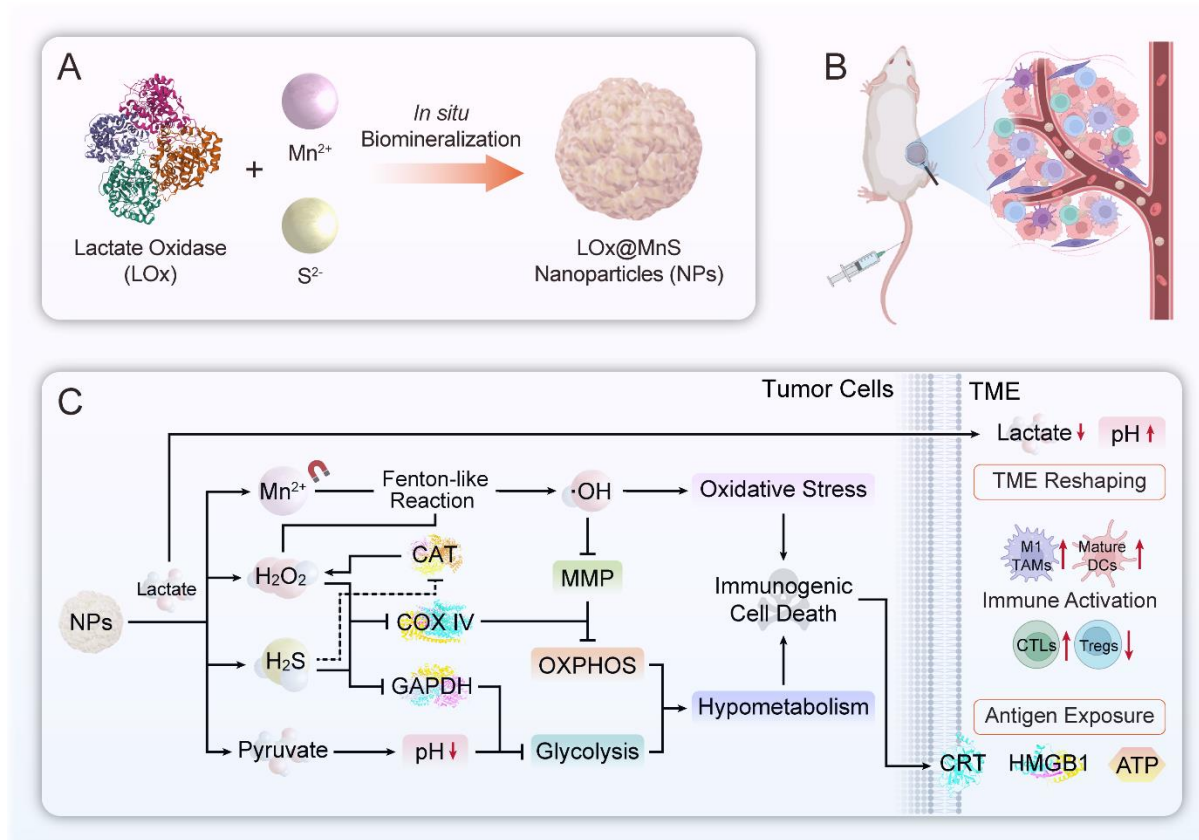 A
Lactate Oxidase
(LOx)
+
Mn²⁺
S²⁻
In situ
Biomineralization
LOx@MnS
Nanoparticles (NPs)
B
C
Tumor Cells
TME
Lactate↓
pH↑
TME Reshaping
Mn²⁺
Fenton-like
Reaction
·OH
Oxidative Stress
Lactate
H₂O₂
CAT
MMP
Immunogenic
Cell Death
M1
TAMs
Mature
DCs
Immune Activation
NPs
COX IV
CTLs
Tregs
H₂S
OXPHOS
GAPDH
Hypometabolism
Antigen Exposure
Pyruvate
pH↓
Glycolysis
CRT
HMGB1
ATP